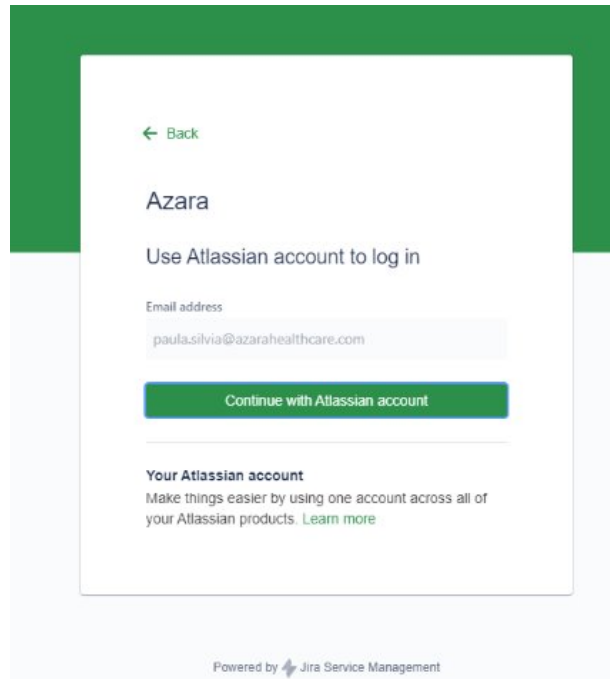 ← Back
Azara
Use Atlassian account to log in
Email address
paula.silvia@azarahealthcare.com
Continue with Atlassian account
Your Atlassian account
Make things easier by using one account across all of
your Atlassian products. Learn more
Powered by Jira Service Management